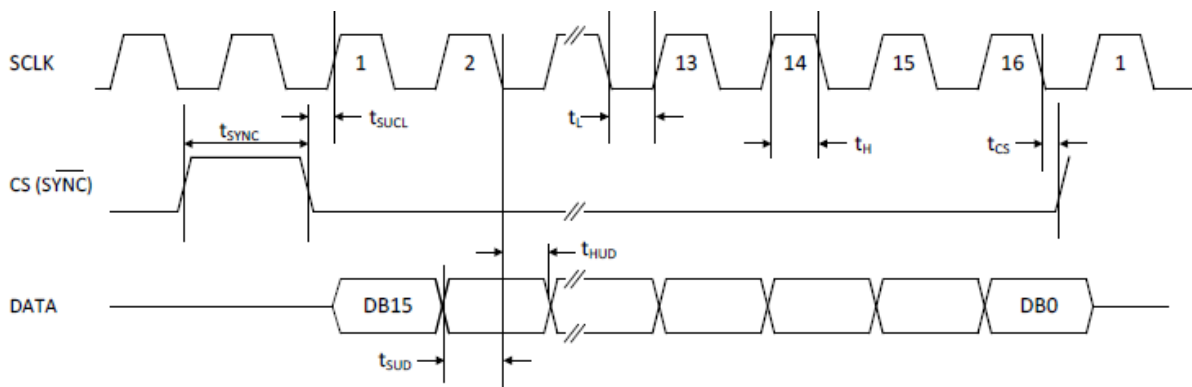 SCLK 1 2 13 14 15 16 1
tSYNC tSUCL tL tH tCS
CS (SY̅N̅C̅)
tHUD
DATA DB15 DB0
tSUD